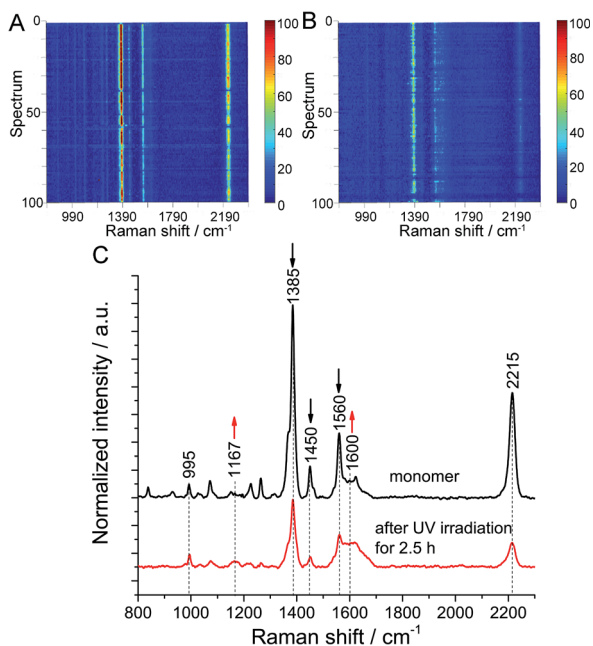 A
B
0
50
100
Spectrum
990 1390 1790 2190
Raman shift / cm-1
100
80
60
40
20
0
0
50
100
Spectrum
990 1390 1790 2190
Raman shift / cm-1
100
80
60
40
20
0
C
Normalized intensity / a.u.
995
1167
1385
1450
1560
1600
2215
monomer
after UV irradiation
for 2.5 h
800 1000 1200 1400 1600 1800 2000 2200
Raman shift / cm-1